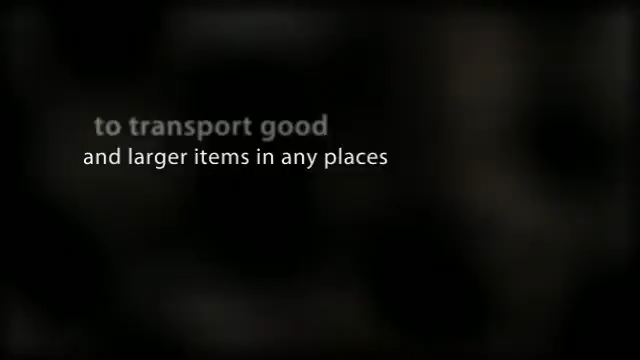 to transport good
and larger items in any places